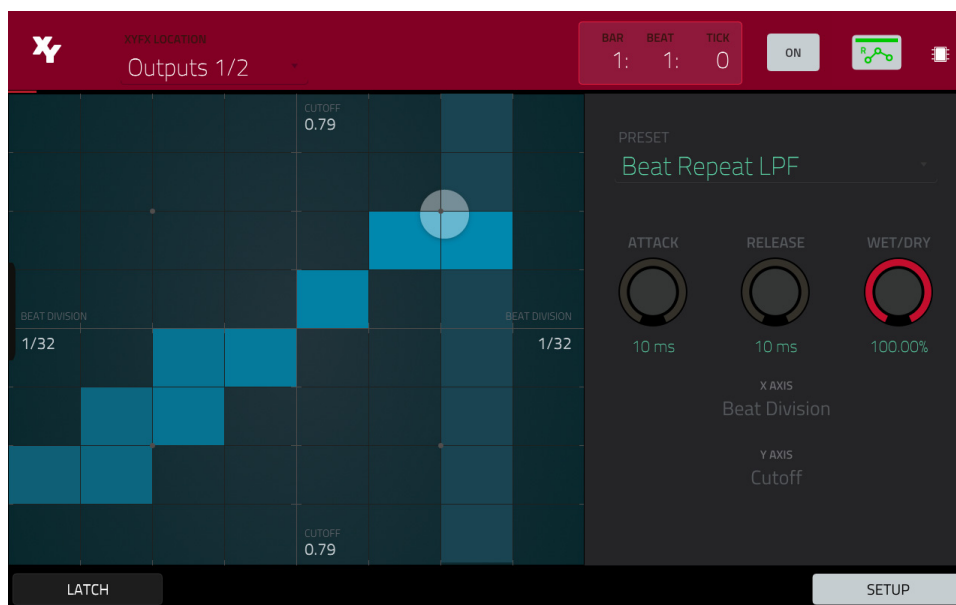 XY
XYFX LOCATION
Outputs 1/2
BAR BEAT TICK
1: 1: 0
ON
R
CUTOFF
0.79
PRESET
Beat Repeat LPF
ATTACK RELEASE WET/DRY
10 ms 10 ms 100.00%
BEAT DIVISION
1/32
BEAT DIVISION
1/32
X AXIS
Beat Division
Y AXIS
Cutoff
CUTOFF
0.79
LATCH
SETUP